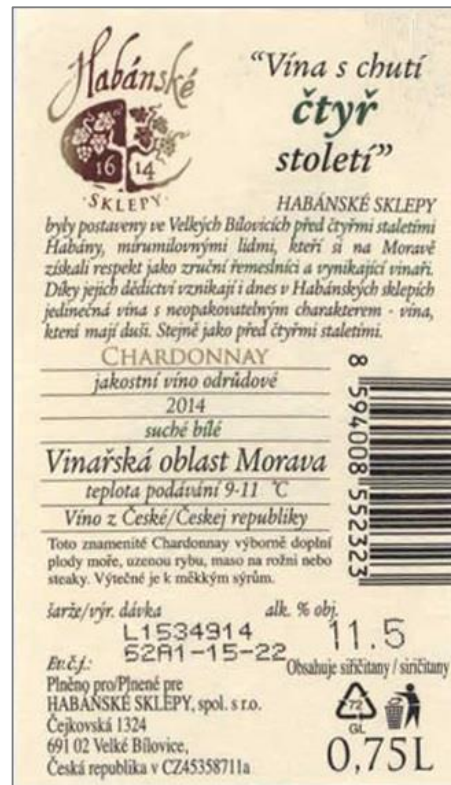 Habánské
16 14
SKLEPY
“Vína s chutí
čtyř
století”
HABÁNSKÉ SKLEPY
byly postaveny ve Velkých Bílovicích před čtyřmi staletími
Habány, mírumilovnými lidmi, kteří si na Moravě
získali respekt jako zruční řemeslníci a vynikající vinaři.
Díky jejich dědictví vznikají i dnes v Habánských sklepích
jedinečná vína s neopakovatelným charakterem - vína,
která mají duši. Stejně jako před čtyřmi staletími.
CHARDONNAY
jakostní víno odrůdové
2014
suché bílé
Vinařská oblast Morava
teplota podávání 9-11 °C
Víno z České/Českej republiky
Toto znamenité Chardonnay výborně doplní
plody moře, uzenou rybu, maso na rožni nebo
steaky. Výtečné je k měkkým sýrům.
8 594008 552323
šarže/výr. dávka
alk. % obj.
L1534914
11.5
52A1-15-22
Obsahuje siřičitany / siričitany
Ev.č.j.:
Plněno pro/Plnené pre
HABÁNSKÉ SKLEPY, spol. s r.o.
Čejkovská 1324
691 02 Velké Bílovice,
Česká republika v CZ45358711a
72
GL
0,75L